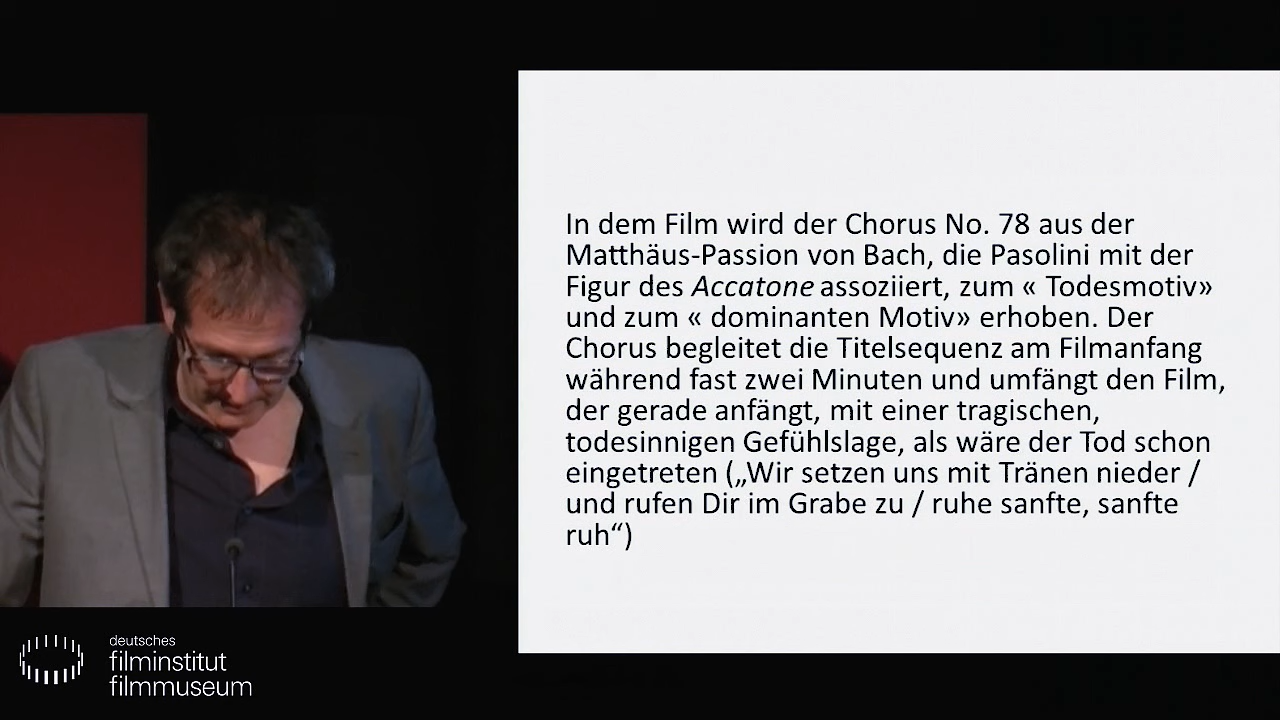 In dem Film wird der Chorus No. 78 aus der
Matthäus-Passion von Bach, die Pasolini mit der
Figur des Accatone assoziiert, zum « Todesmotiv»
und zum « dominanten Motiv» erhoben. Der
Chorus begleitet die Titelsequenz am Filmanfang
während fast zwei Minuten und umfängt den Film,
der gerade anfängt, mit einer tragischen,
todesinnigen Gefühlslage, als wäre der Tod schon
eingetreten („Wir setzen uns mit Tränen nieder /
und rufen Dir im Grabe zu / ruhe sanfte, sanfte
ruh“)
deutsches
filminstitut
filmmuseum